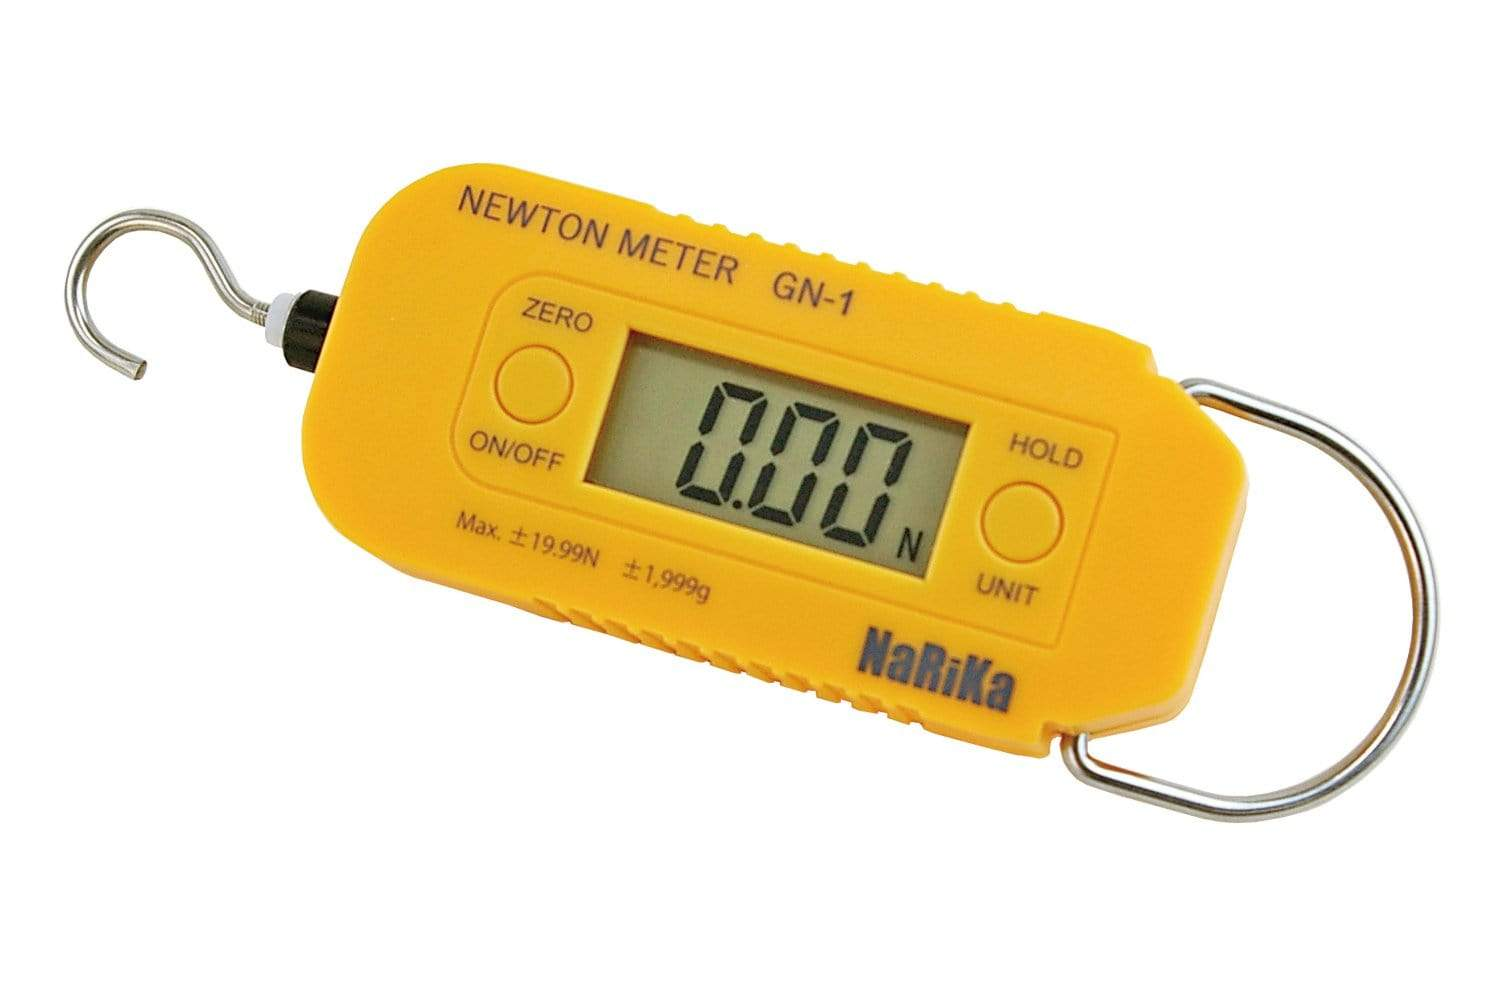 NEWTON METER GN-1
ZERO
ON/OFF
0.00 N
HOLD
UNIT
Max. ±19.99N ±1,999g
NaRiKa